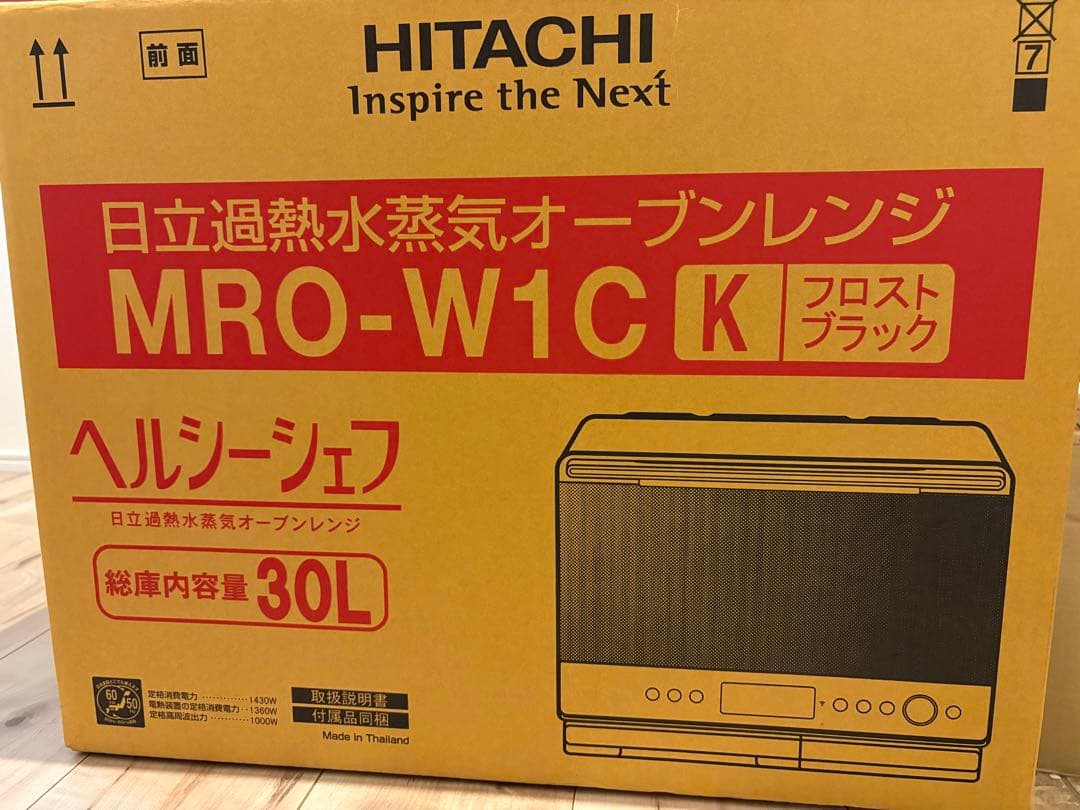 前面
HITACHI
Inspire the Next
7
日立過熱水蒸気オーブンレンジ
MRO-W1C K フロスト
ブラック
ヘルシーシェフ
日立過熱水蒸気オーブンレンジ
総庫内容量 30L
60
50
定格消費電力 ‥‥‥‥‥1430W
電熱装置の定格消費電力‥1360W
定格高周波出力 ‥‥‥‥1000W
取扱説明書
付属品同梱
Made in Thailand